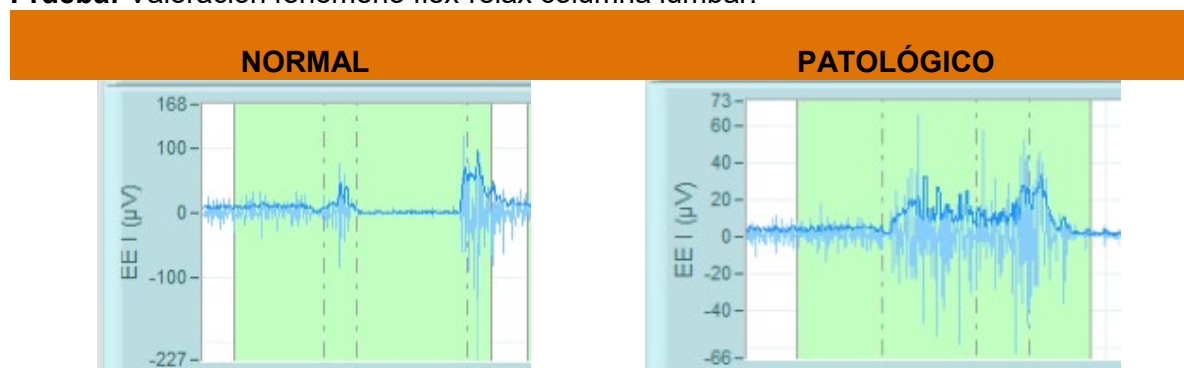 Prueba: Valoración fenómeno flex-relax columna lumbar.
NORMAL
PATOLÓGICO
168
100
0
-100
-227
EE I (µV)
73
60
40
20
0
-20
-40
-66
EE I (µV)